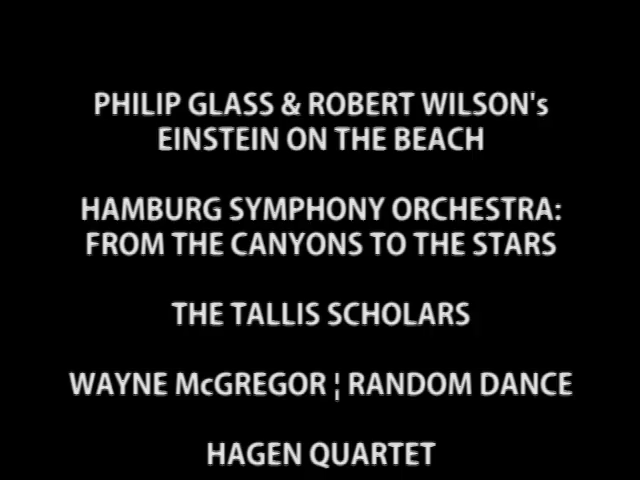 PHILIP GLASS & ROBERT WILSON's
EINSTEIN ON THE BEACH
HAMBURG SYMPHONY ORCHESTRA:
FROM THE CANYONS TO THE STARS
THE TALLIS SCHOLARS
WAYNE McGREGOR ¦ RANDOM DANCE
HAGEN QUARTET